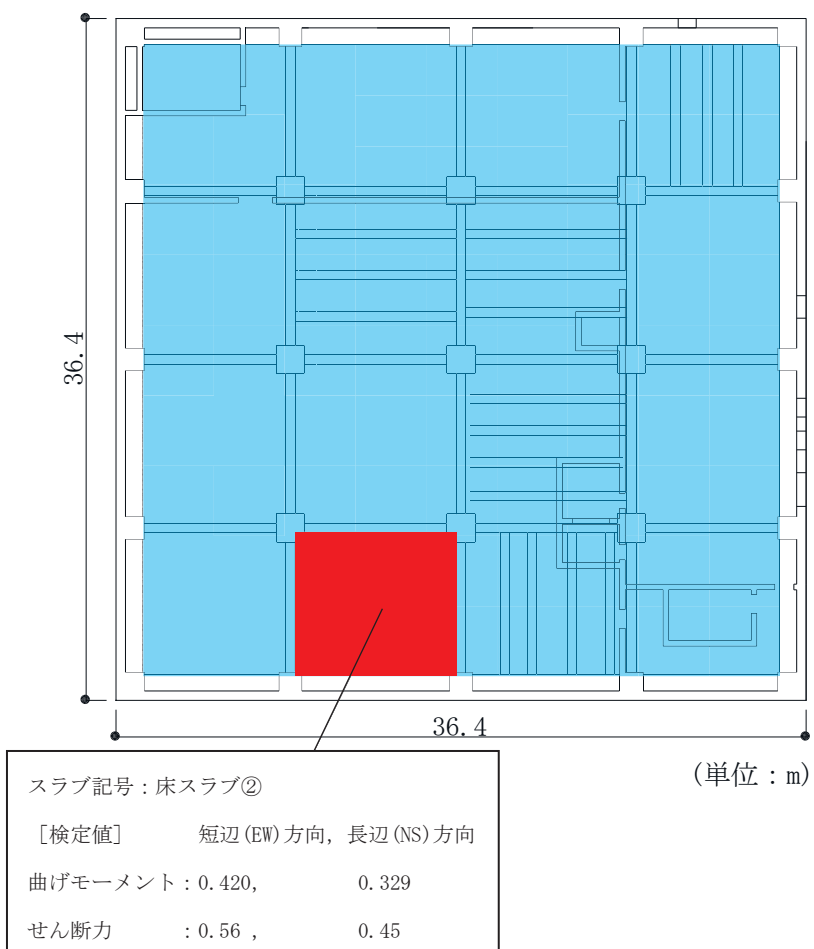 36.4
36.4
(単位：m)
スラブ記号：床スラブ②
［検定値］ 短辺(EW)方向, 長辺(NS)方向
曲げモーメント：0.420, 0.329
せん断力 ：0.56 , 0.45